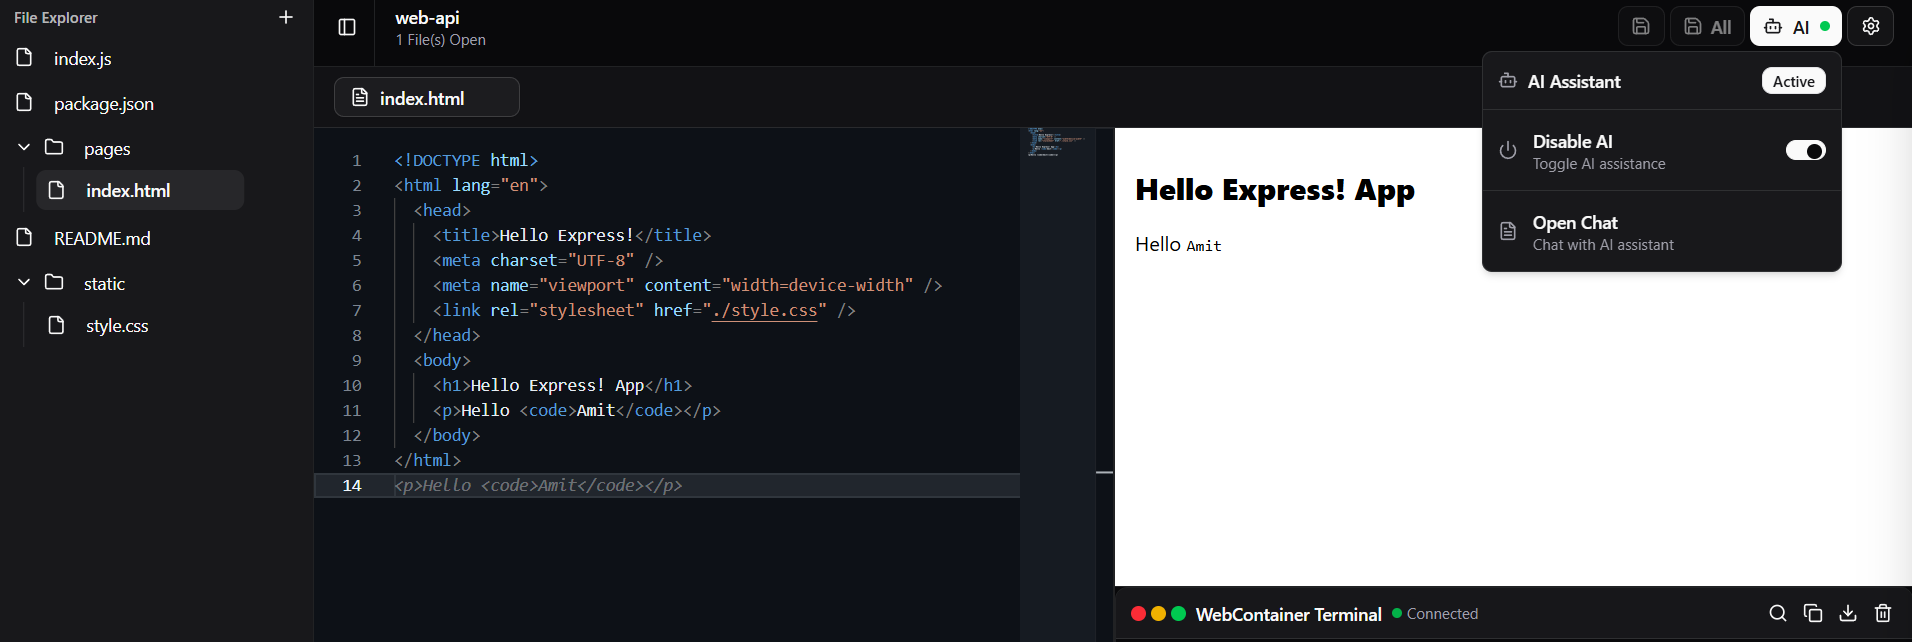 File Explorer
index.js
package.json
pages
index.html
README.md
static
style.css
web-api
1 File(s) Open
All
AI
index.html
1 <!DOCTYPE html>
2 <html lang="en">
3 <head>
4 <title>Hello Express!</title>
5 <meta charset="UTF-8" />
6 <meta name="viewport" content="width=device-width" />
7 <link rel="stylesheet" href="./style.css" />
8 </head>
9 <body>
10 <h1>Hello Express! App</h1>
11 <p>Hello <code>Amit</code></p>
12 </body>
13 </html>
14 <p>Hello <code>Amit</code></p>
Hello Express! App
Hello Amit
AI Assistant
Active
Disable AI
Toggle AI assistance
Open Chat
Chat with AI assistant
WebContainer Terminal
Connected